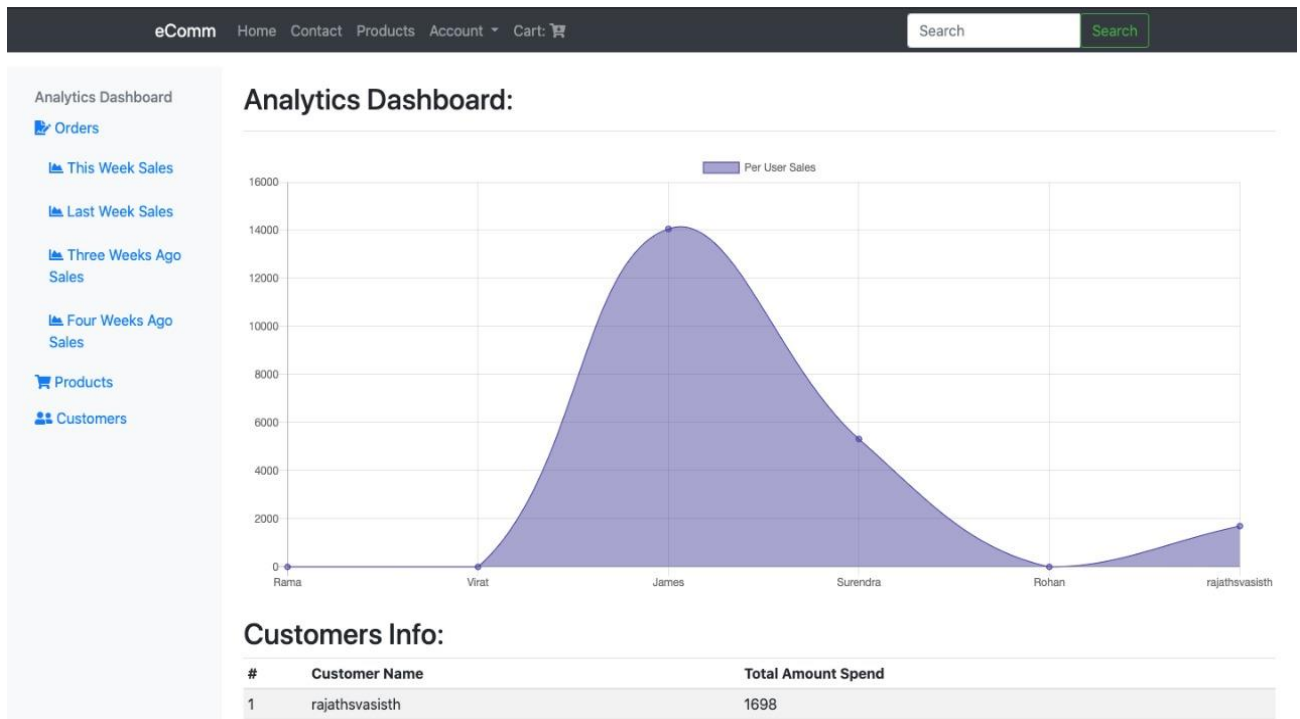 eComm Home Contact Products Account Cart: Search Search
Analytics Dashboard
Orders
This Week Sales
Last Week Sales
Three Weeks Ago
Sales
Four Weeks Ago
Sales
Products
Customers
Analytics Dashboard:
Per User Sales
16000
14000
12000
10000
8000
6000
4000
2000
0
Rama Virat James Surendra Rohan rajathsvasisth
Customers Info:
# Customer Name Total Amount Spend
1 rajathsvasisth 1698